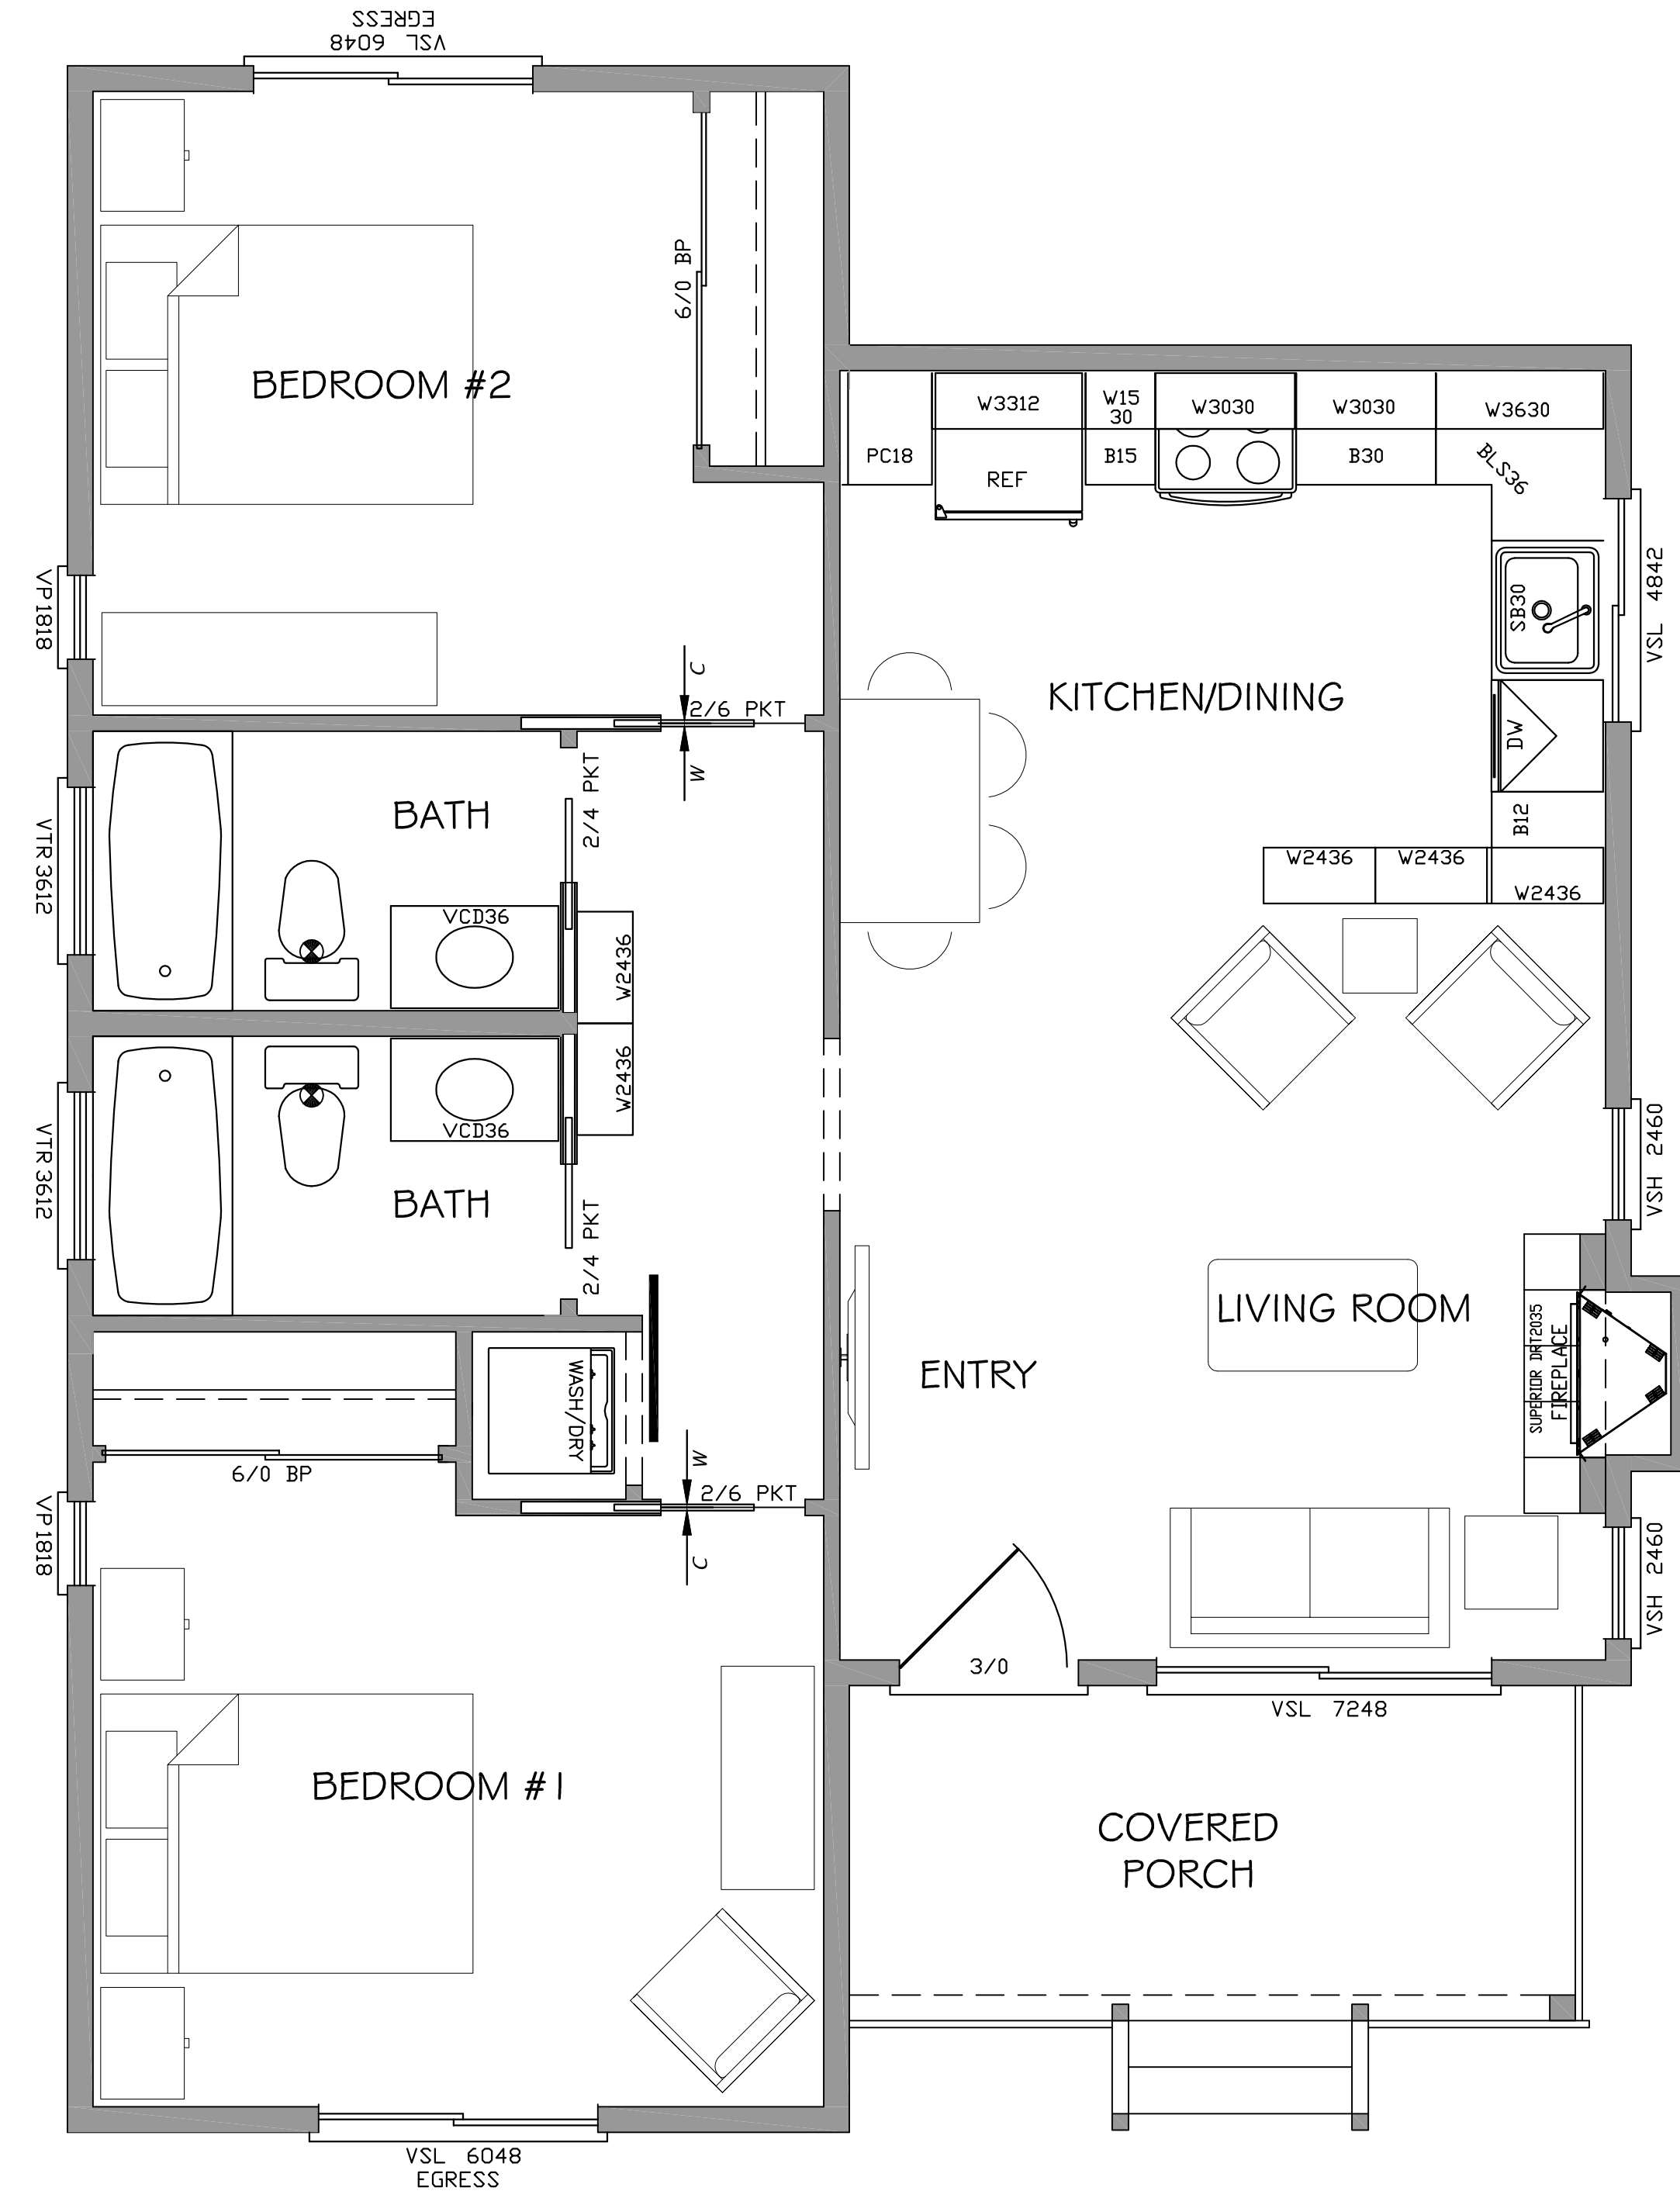 VSL 6048
EGRESS
6/0 BP
BEDROOM #2
W3312
W15
30
W3030
W3030
W3630
PC18
REF
B15
B30
BLS36
VSL 4842
SB30
VP1818
C
2/6 PKT
W
KITCHEN/DINING
DW
B12
BATH
2/4 PKT
VTR 3612
VCD36
W2436
W2436
W2436
W2436
W2436
VCD36
VTR 3612
BATH
2/4 PKT
VSH 2460
LIVING ROOM
SUPERIOR DRT2035
FIREPLACE
ENTRY
WASH/DRY
6/0 BP
W
2/6 PKT
C
VP1818
VSH 2460
3/0
VSL 7248
BEDROOM #1
COVERED
PORCH
VSL 6048
EGRESS